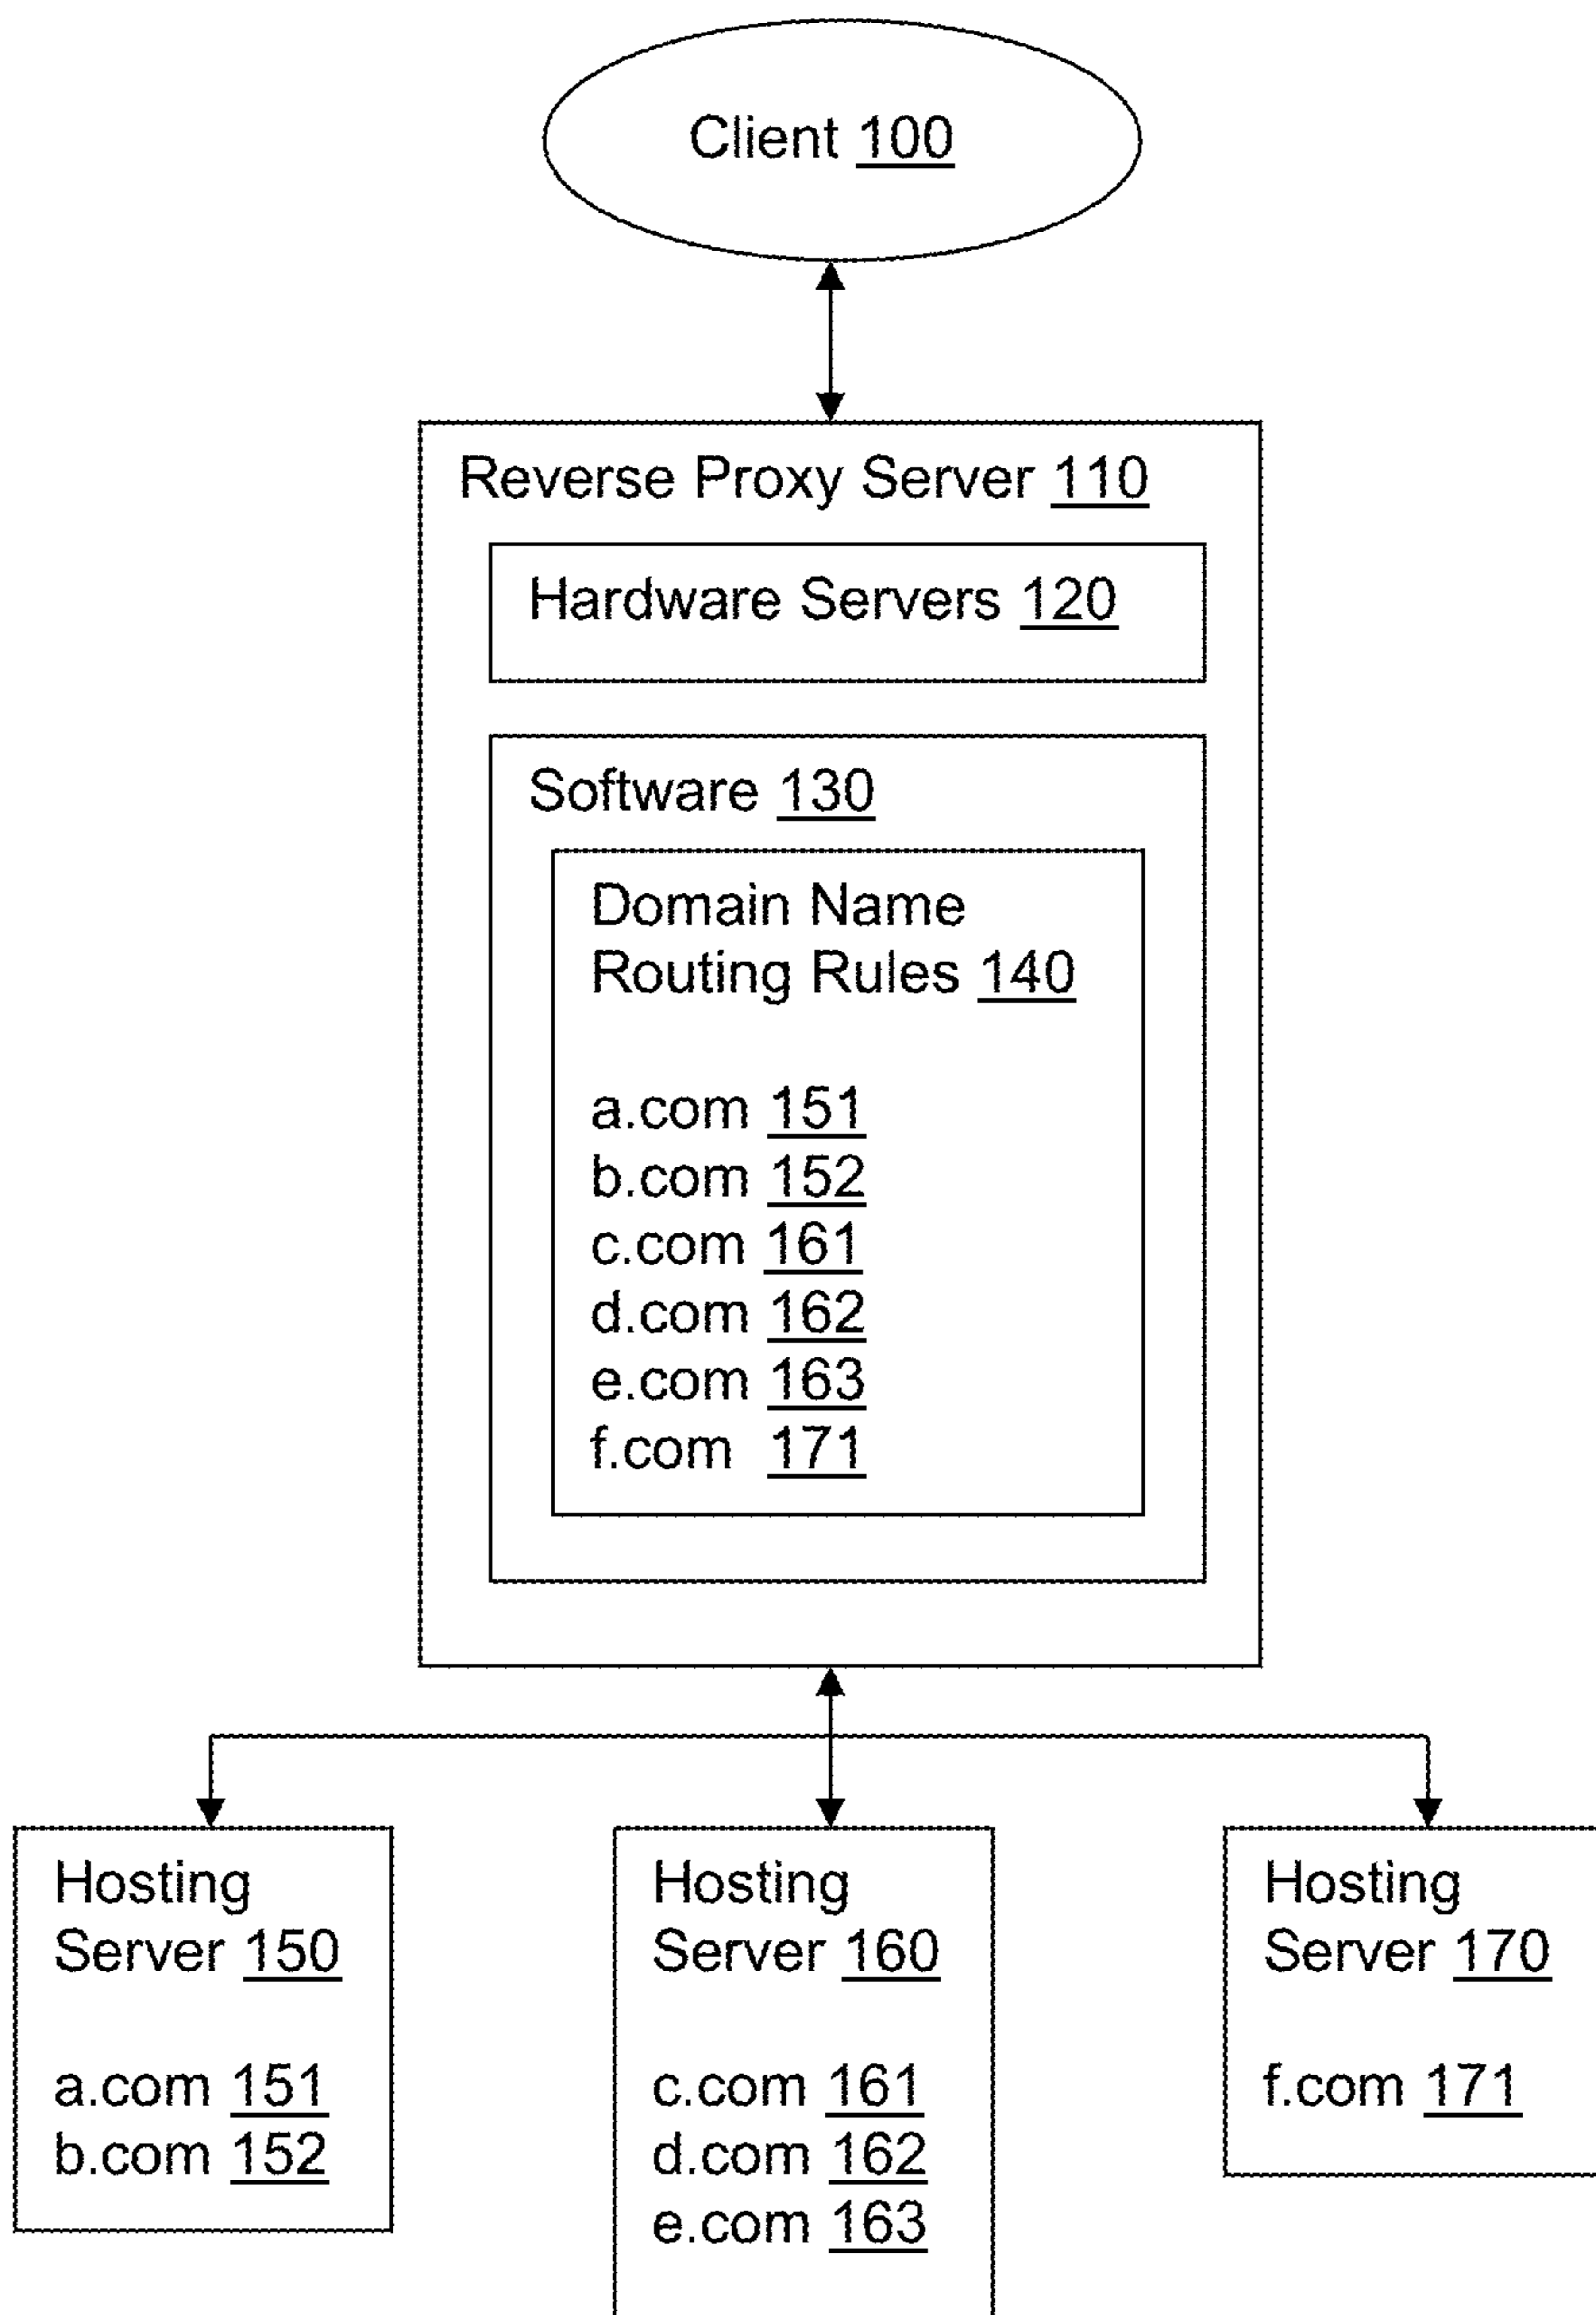 Client 100
Reverse Proxy Server 110
Hardware Servers 120
Software 130
Domain Name
Routing Rules 140
a.com 151
b.com 152
c.com 161
d.com 162
e.com 163
f.com 171
Hosting
Server 150
a.com 151
b.com 152
Hosting
Server 160
c.com 161
d.com 162
e.com 163
Hosting
Server 170
f.com 171